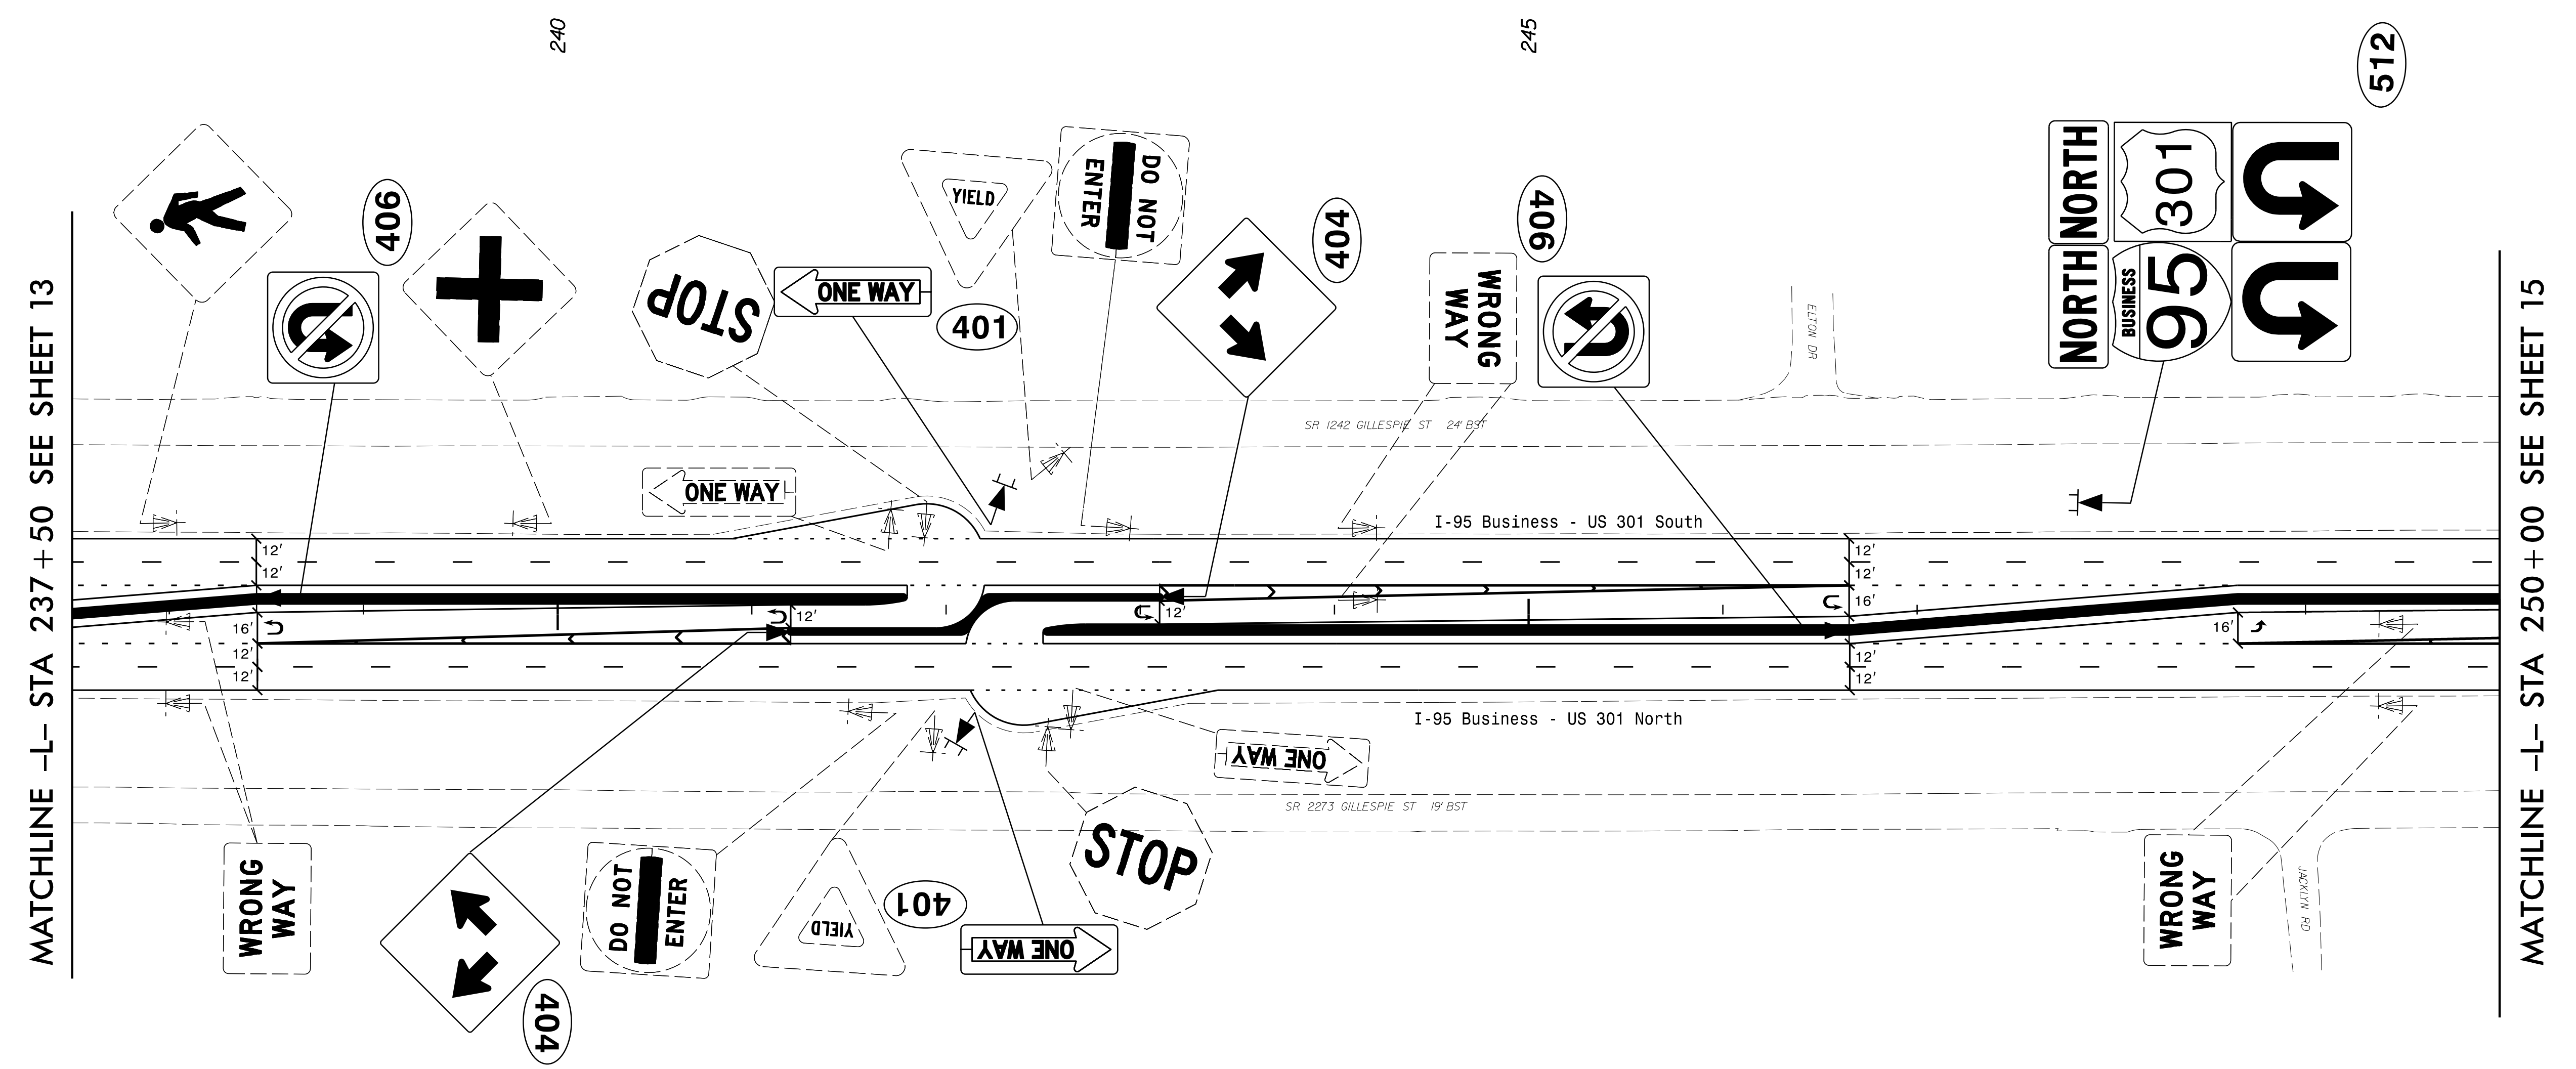 240
245
512
NORTH
301
NORTH
BUSINESS
95
406
STOP
ONE WAY
401
YIELD
DO NOT
ENTER
404
WRONG
WAY
406
ELTON DR
MATCHLINE -L- STA 237+50 SEE SHEET 13
MATCHLINE -L- STA 250+00 SEE SHEET 15
SR 1242 GILLESPIE ST 24' BST
ONE WAY
I-95 Business - US 301 South
12'
12'
16'
12'
12'
12'
12'
12'
12'
16'
12'
12'
16'
I-95 Business - US 301 North
ONE WAY
SR 2273 GILLESPIE ST 19' BST
WRONG
WAY
404
DO NOT
ENTER
YIELD
401
ONE WAY
STOP
WRONG
WAY
JACKLYN RD